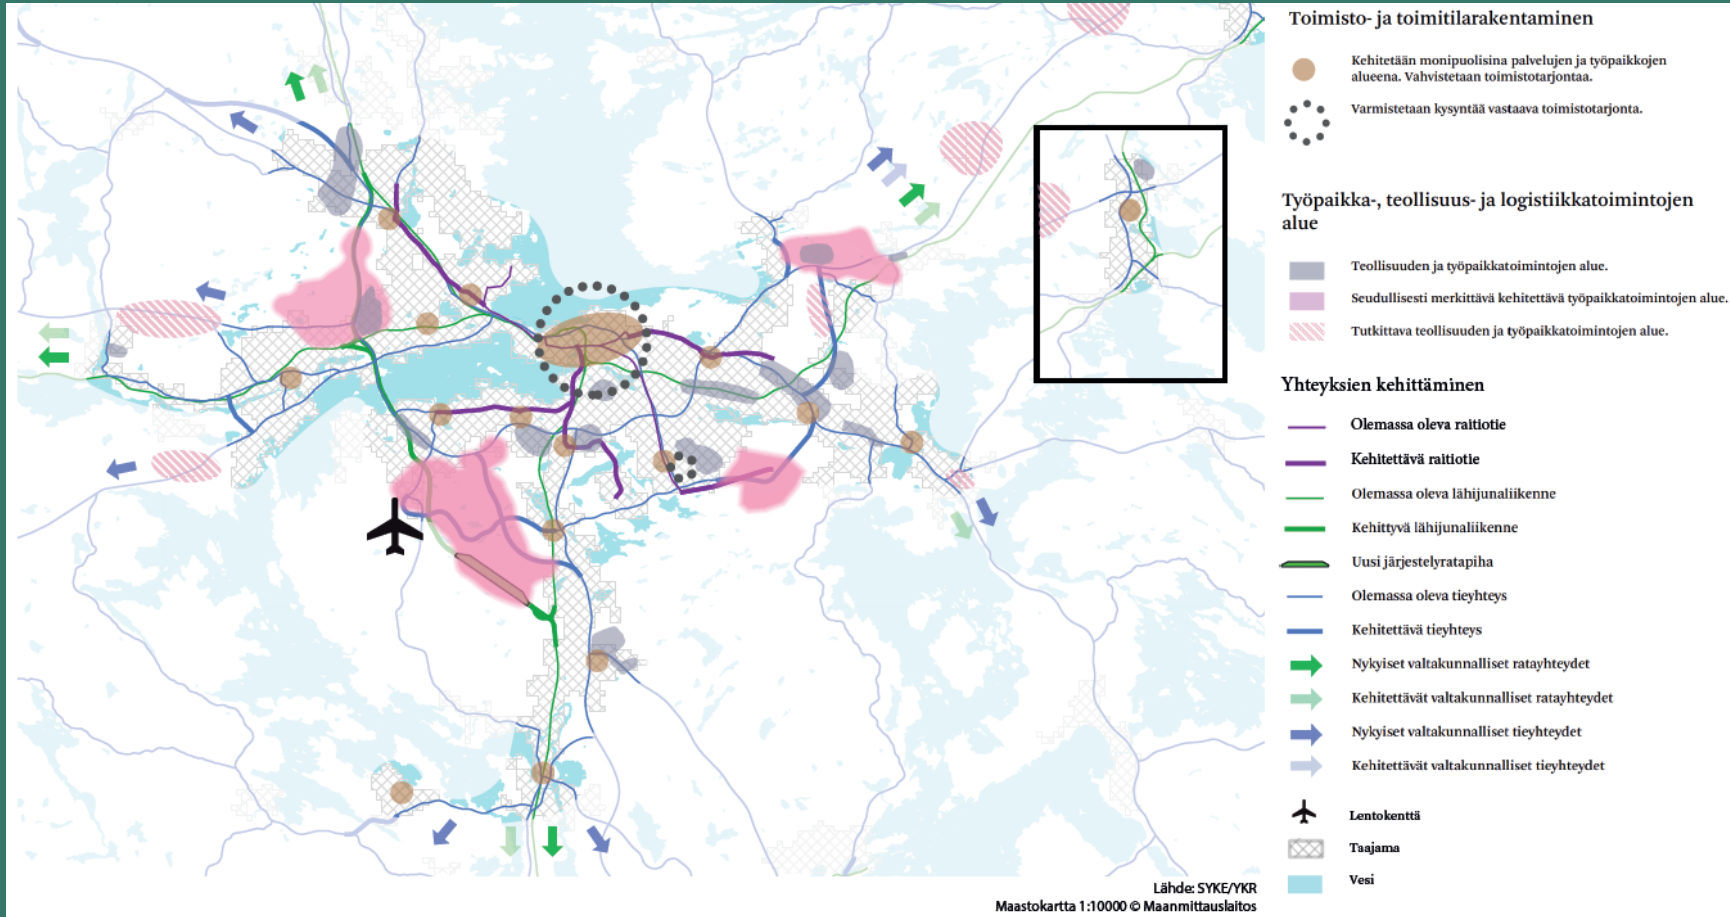 Toimisto- ja toimitilarakentaminen
Kehitetään monipuolisina palvelujen ja työpaikkojen
alueena. Vahvistetaan toimistotarjontaa.
Varmistetaan kysyntää vastaava toimistotarjonta.
Työpaikka-, teollisuus- ja logistiikkatoimintojen
alue
Teollisuuden ja työpaikkatoimintojen alue.
Seudullisesti merkittävä kehitettävä työpaikkatoimintojen alue.
Tutkittava teollisuuden ja työpaikkatoimintojen alue.
Yhteyksien kehittäminen
Olemassa oleva raitiotie
Kehitettävä raitiotie
Olemassa oleva lähijunaliikenne
Kehittyvä lähijunaliikenne
Uusi järjestelyratapiha
Olemassa oleva tieyhteys
Kehitettävä tieyhteys
Nykyiset valtakunnalliset ratayhteydet
Kehitettävät valtakunnalliset ratayhteydet
Nykyiset valtakunnalliset tieyhteydet
Kehitettävät valtakunnalliset tieyhteydet
Lentokenttä
Taajama
Vesi
Lähde: SYKE/YKR
Maastokartta 1:10000 © Maanmittauslaitos